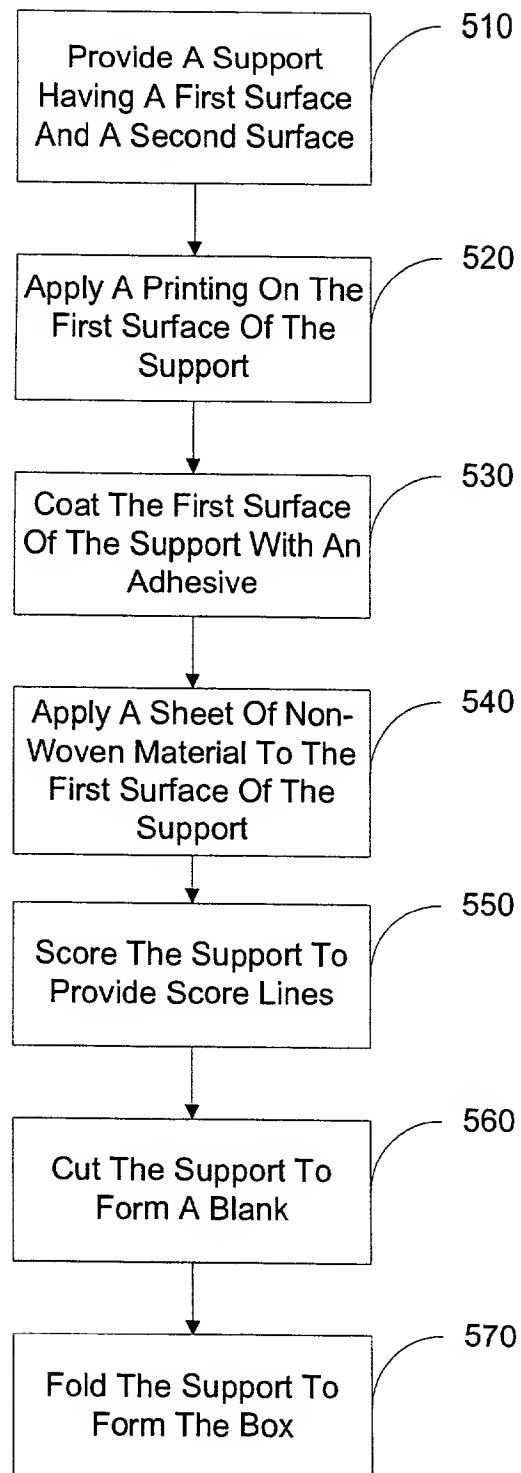 510
Provide A Support
Having A First Surface
And A Second Surface
520
Apply A Printing On The
First Surface Of The
Support
530
Coat The First Surface
Of The Support With An
Adhesive
540
Apply A Sheet Of Non-
Woven Material To The
First Surface Of The
Support
550
Score The Support To
Provide Score Lines
560
Cut The Support To
Form A Blank
570
Fold The Support To
Form The Box